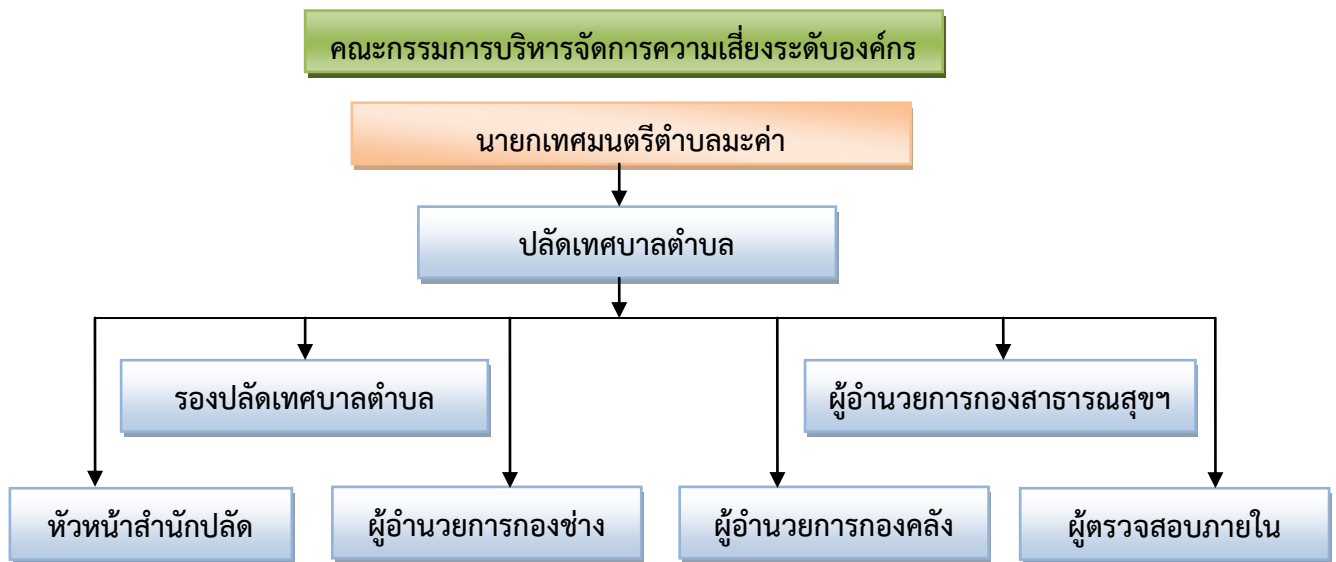 คณะกรรมการบริหารจัดการความเสี่ยงระดับองค์กร
นายกเทศมนตรีตำบลมะค่า
ปลัดเทศบาลตำบล
รองปลัดเทศบาลตำบล
ผู้อำนวยการกองสาธารณสุขฯ
หัวหน้าสำนักปลัด
ผู้อำนวยการกองช่าง
ผู้อำนวยการกองคลัง
ผู้ตรวจสอบภายใน